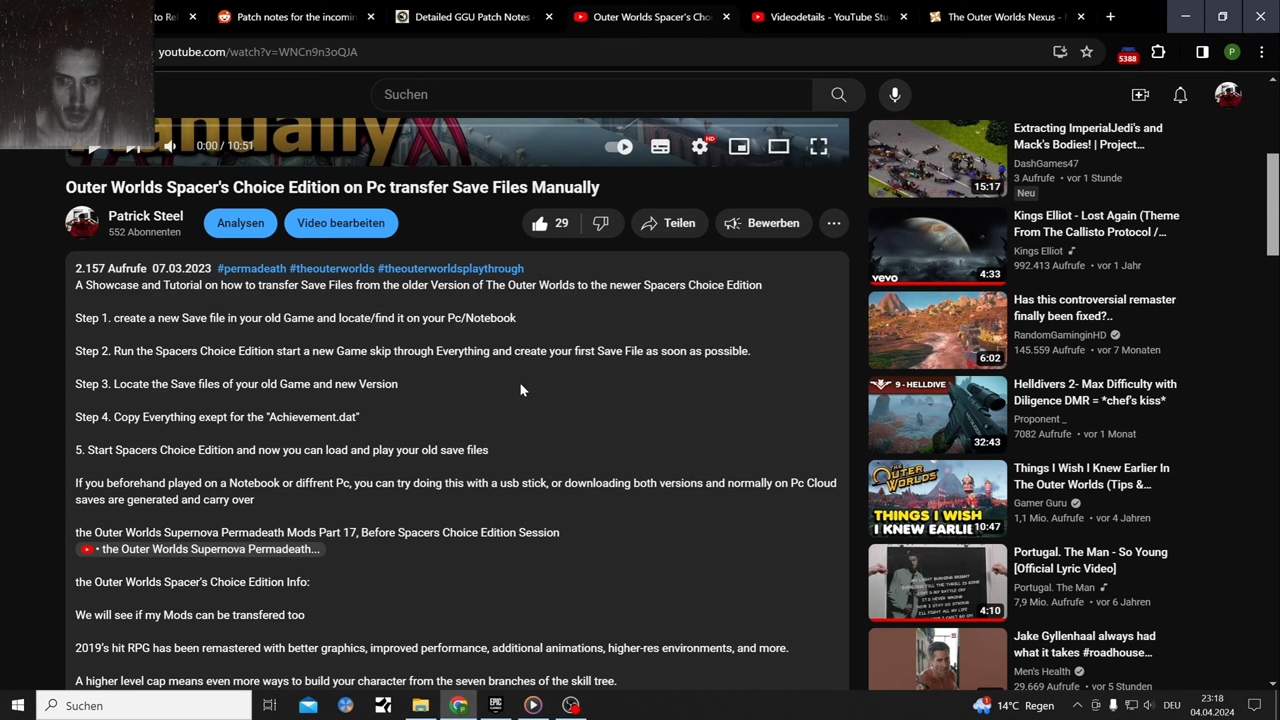 to Rel
Patch notes for the incomin
Detailed GGU Patch Notes -
Outer Worlds Spacer's Choi
Videodetails - YouTube Stu
The Outer Worlds Nexus -
youtube.com/watch?v=WNCn9n3oQJA
5388
P
Suchen
Manually
0:00 / 10:51
HD
Outer Worlds Spacer's Choice Edition on Pc transfer Save Files Manually
Patrick Steel
552 Abonnenten
Analysen
Video bearbeiten
29
Teilen
Bewerben
2.157 Aufrufe 07.03.2023 #permadeath #theouterworlds #theouterworldsplaythrough
A Showcase and Tutorial on how to transfer Save Files from the older Version of The Outer Worlds to the newer Spacers Choice Edition
Step 1. create a new Save file in your old Game and locate/find it on your Pc/Notebook
Step 2. Run the Spacers Choice Edition start a new Game skip through Everything and create your first Save File as soon as possible.
Step 3. Locate the Save files of your old Game and new Version
Step 4. Copy Everything exept for the "Achievement.dat"
5. Start Spacers Choice Edition and now you can load and play your old save files
If you beforehand played on a Notebook or diffrent Pc, you can try doing this with a usb stick, or downloading both versions and normally on Pc Cloud
saves are generated and carry over
the Outer Worlds Supernova Permadeath Mods Part 17, Before Spacers Choice Edition Session
• the Outer Worlds Supernova Permadeath...
the Outer Worlds Spacer's Choice Edition Info:
We will see if my Mods can be transferred too
2019's hit RPG has been remastered with better graphics, improved performance, additional animations, higher-res environments, and more.
A higher level cap means even more ways to build your character from the seven branches of the skill tree.
15:17
Extracting ImperialJedi's and
Mack's Bodies! | Project...
DashGames47
3 Aufrufe • vor 1 Stunde
Neu
vevo
4:33
Kings Elliot - Lost Again (Theme
From The Callisto Protocol /...
Kings Elliot
992.413 Aufrufe • vor 1 Jahr
6:02
Has this controversial remaster
finally been fixed?..
RandomGaminginHD
145.559 Aufrufe • vor 7 Monaten
9 - HELLDIVE
32:43
Helldivers 2- Max Difficulty with
Diligence DMR = *chef's kiss*
Proponent _
7082 Aufrufe • vor 1 Monat
THE OUTER WORLDS
THINGS I WISH
I KNEW EARLIER
10:47
Things I Wish I Knew Earlier In
The Outer Worlds (Tips &...
Gamer Guru
1,1 Mio. Aufrufe • vor 4 Jahren
4:10
Portugal. The Man - So Young
[Official Lyric Video]
Portugal. The Man
7,9 Mio. Aufrufe • vor 6 Jahren
Jake Gyllenhaal always had
what it takes #roadhouse...
Men's Health
29.669 Aufrufe • vor 5 Stunden
Suchen
EPIC
14°C Regen
DEU
23:18
04.04.2024